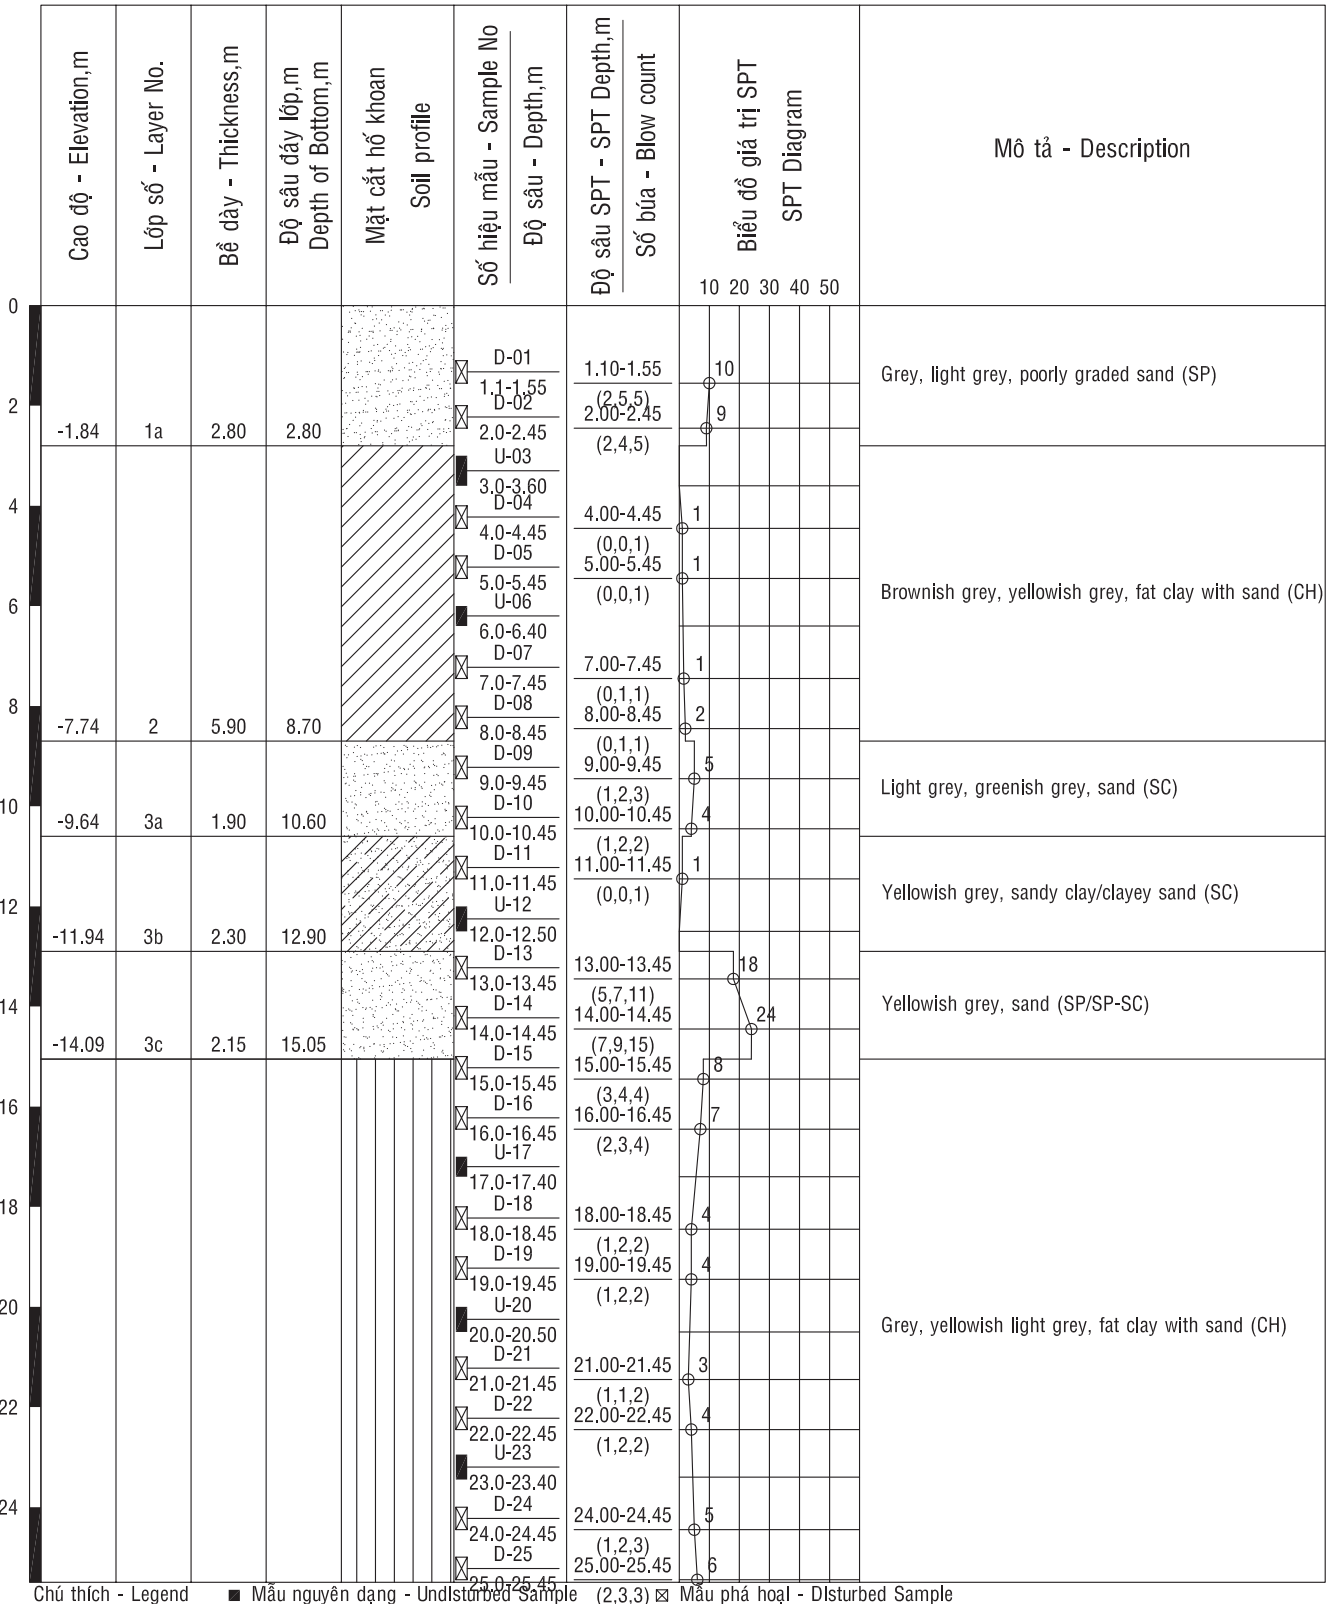 Cao độ - Elevation,m
Lớp số - Layer No.
Bề dày - Thickness,m
Độ sâu đáy lớp,m
Depth of Bottom,m
Mặt cắt hố khoan
Soil profile
Số hiệu mẫu - Sample No
Độ sâu - Depth,m
Độ sâu SPT - SPT Depth,m
Số búa - Blow count
Biểu đồ giá trị SPT
SPT Diagram
Mô tả - Description
10 20 30 40 50
0
D-01 1.10-1.55 10
1.1-1.55 (2,5,5)
Grey, light grey, poorly graded sand (SP)
2
D-02 2.00-2.45 9
-1.84 1a 2.80 2.80 2.0-2.45 (2,4,5)
U-03
3.0-3.60
4
D-04 4.00-4.45 1
4.0-4.45 (0,0,1)
D-05 5.00-5.45 1
5.0-5.45 (0,0,1)
Brownish grey, yellowish grey, fat clay with sand (CH)
6
U-06
6.0-6.40
D-07 7.00-7.45 1
7.0-7.45 (0,1,1)
8
D-08 8.00-8.45 2
-7.74 2 5.90 8.70 8.0-8.45 (0,1,1)
D-09 9.00-9.45 5
9.0-9.45 (1,2,3)
Light grey, greenish grey, sand (SC)
10
D-10 10.00-10.45 4
-9.64 3a 1.90 10.60 10.0-10.45 (1,2,2)
D-11 11.00-11.45 1
11.0-11.45 (0,0,1)
Yellowish grey, sandy clay/clayey sand (SC)
12
U-12
-11.94 3b 2.30 12.90 12.0-12.50
D-13 13.00-13.45 18
13.0-13.45 (5,7,11)
Yellowish grey, sand (SP/SP-SC)
14
D-14 14.00-14.45 24
-14.09 3c 2.15 15.05 14.0-14.45 (7,9,15)
D-15 15.00-15.45 8
15.0-15.45 (3,4,4)
16
D-16 16.00-16.45 7
16.0-16.45 (2,3,4)
U-17
17.0-17.40
18
D-18 18.00-18.45 4
18.0-18.45 (1,2,2)
D-19 19.00-19.45 4
19.0-19.45 (1,2,2)
20
U-20
20.0-20.50
Grey, yellowish light grey, fat clay with sand (CH)
D-21 21.00-21.45 3
21.0-21.45 (1,1,2)
22
D-22 22.00-22.45 4
22.0-22.45 (1,2,2)
U-23
23.0-23.40
24
D-24 24.00-24.45 5
24.0-24.45 (1,2,3)
D-25 25.00-25.45 6
25.0-25.45 (2,3,3)
Chú thích - Legend Mẫu nguyên dạng - Undisturbed Sample Mẫu phá hoại - Disturbed Sample